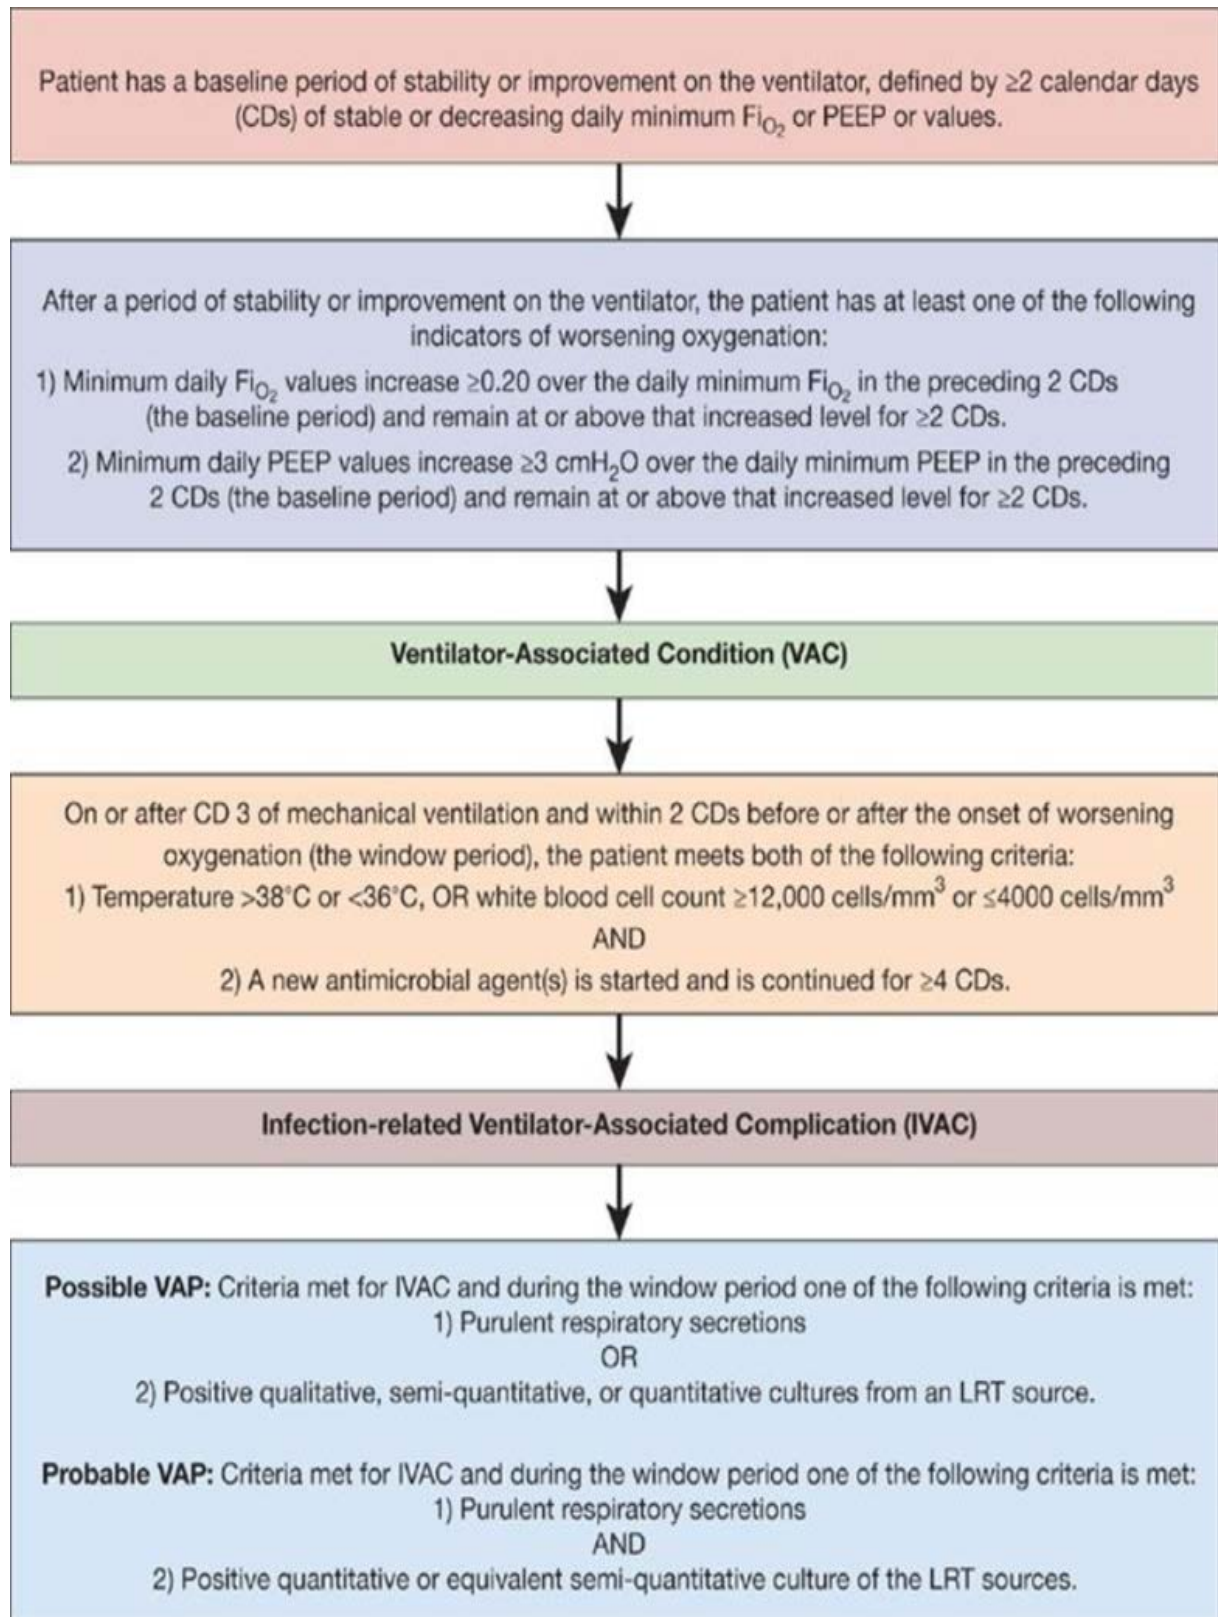 Patient has a baseline period of stability or improvement on the ventilator, defined by ≥2 calendar days
(CDs) of stable or decreasing daily minimum FiO₂ or PEEP or values.
After a period of stability or improvement on the ventilator, the patient has at least one of the following
indicators of worsening oxygenation:
1) Minimum daily FiO₂ values increase ≥0.20 over the daily minimum FiO₂ in the preceding 2 CDs
(the baseline period) and remain at or above that increased level for ≥2 CDs.
2) Minimum daily PEEP values increase ≥3 cmH₂O over the daily minimum PEEP in the preceding
2 CDs (the baseline period) and remain at or above that increased level for ≥2 CDs.
Ventilator-Associated Condition (VAC)
On or after CD 3 of mechanical ventilation and within 2 CDs before or after the onset of worsening
oxygenation (the window period), the patient meets both of the following criteria:
1) Temperature >38°C or <36°C, OR white blood cell count ≥12,000 cells/mm³ or ≤4000 cells/mm³
AND
2) A new antimicrobial agent(s) is started and is continued for ≥4 CDs.
Infection-related Ventilator-Associated Complication (IVAC)
Possible VAP: Criteria met for IVAC and during the window period one of the following criteria is met:
1) Purulent respiratory secretions
OR
2) Positive qualitative, semi-quantitative, or quantitative cultures from an LRT source.
Probable VAP: Criteria met for IVAC and during the window period one of the following criteria is met:
1) Purulent respiratory secretions
AND
2) Positive quantitative or equivalent semi-quantitative culture of the LRT sources.